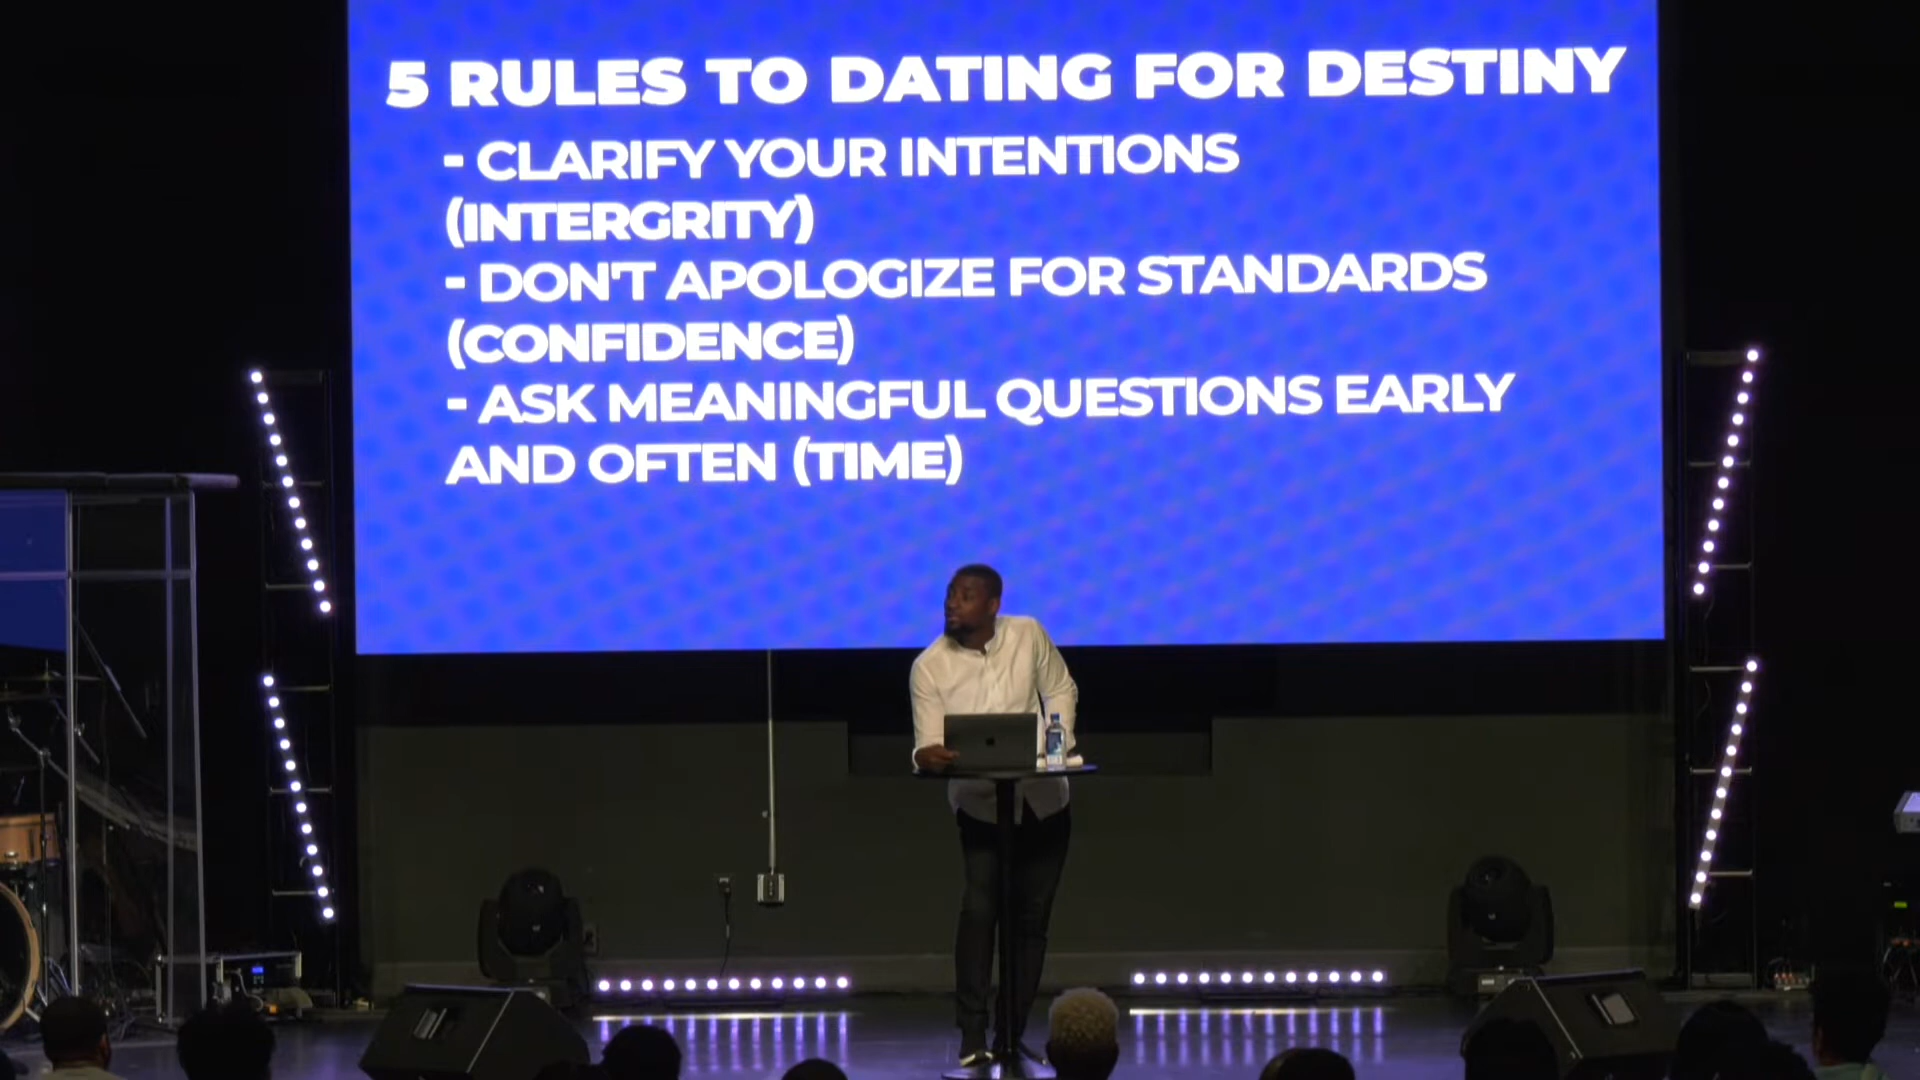 5 RULES TO DATING FOR DESTINY
- CLARIFY YOUR INTENTIONS
(INTERGRITY)
- DON'T APOLOGIZE FOR STANDARDS
(CONFIDENCE)
- ASK MEANINGFUL QUESTIONS EARLY
AND OFTEN (TIME)